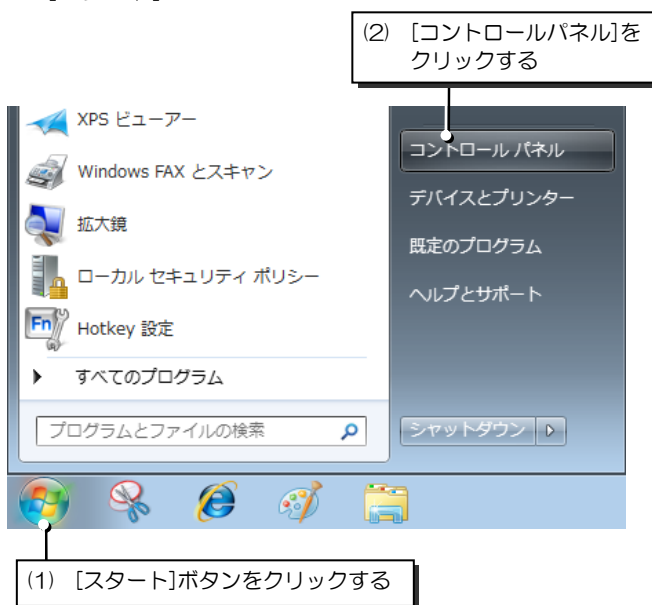 (2) [コントロールパネル]を
クリックする
XPS ビューアー
Windows FAX とスキャン
拡大鏡
ローカル セキュリティ ポリシー
Fn
Hotkey 設定
すべてのプログラム
プログラムとファイルの検索
コントロール パネル
デバイスとプリンター
既定のプログラム
ヘルプとサポート
シャットダウン
(1) [スタート]ボタンをクリックする